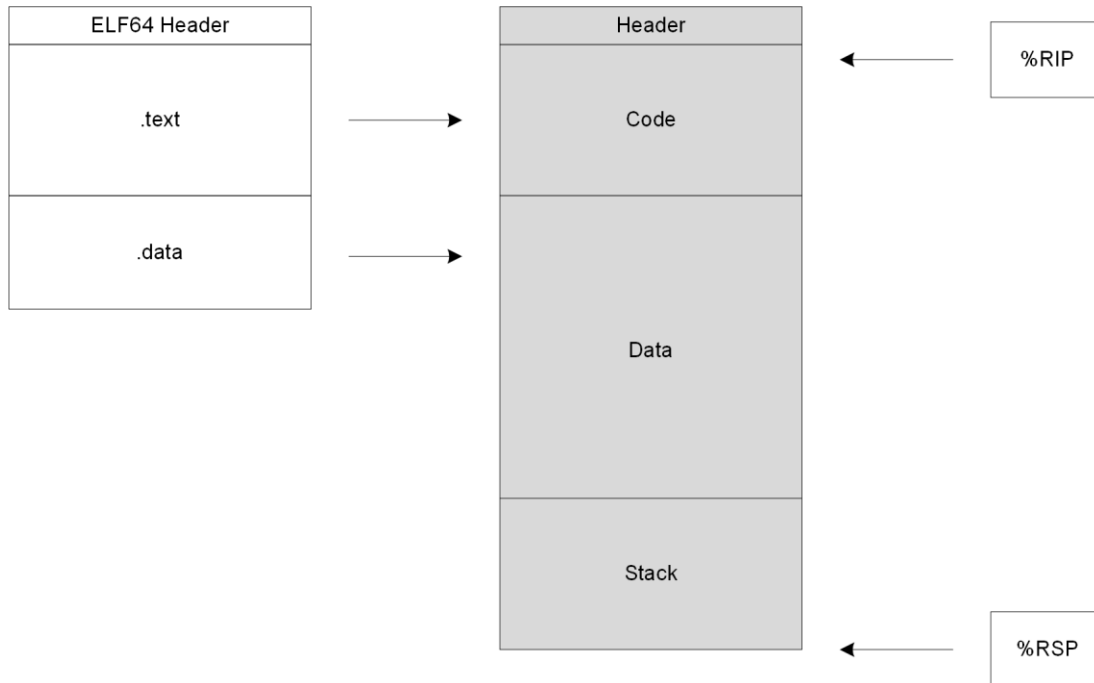 ELF64 Header
.text
.data
Header
Code
Data
Stack
%RIP
%RSP